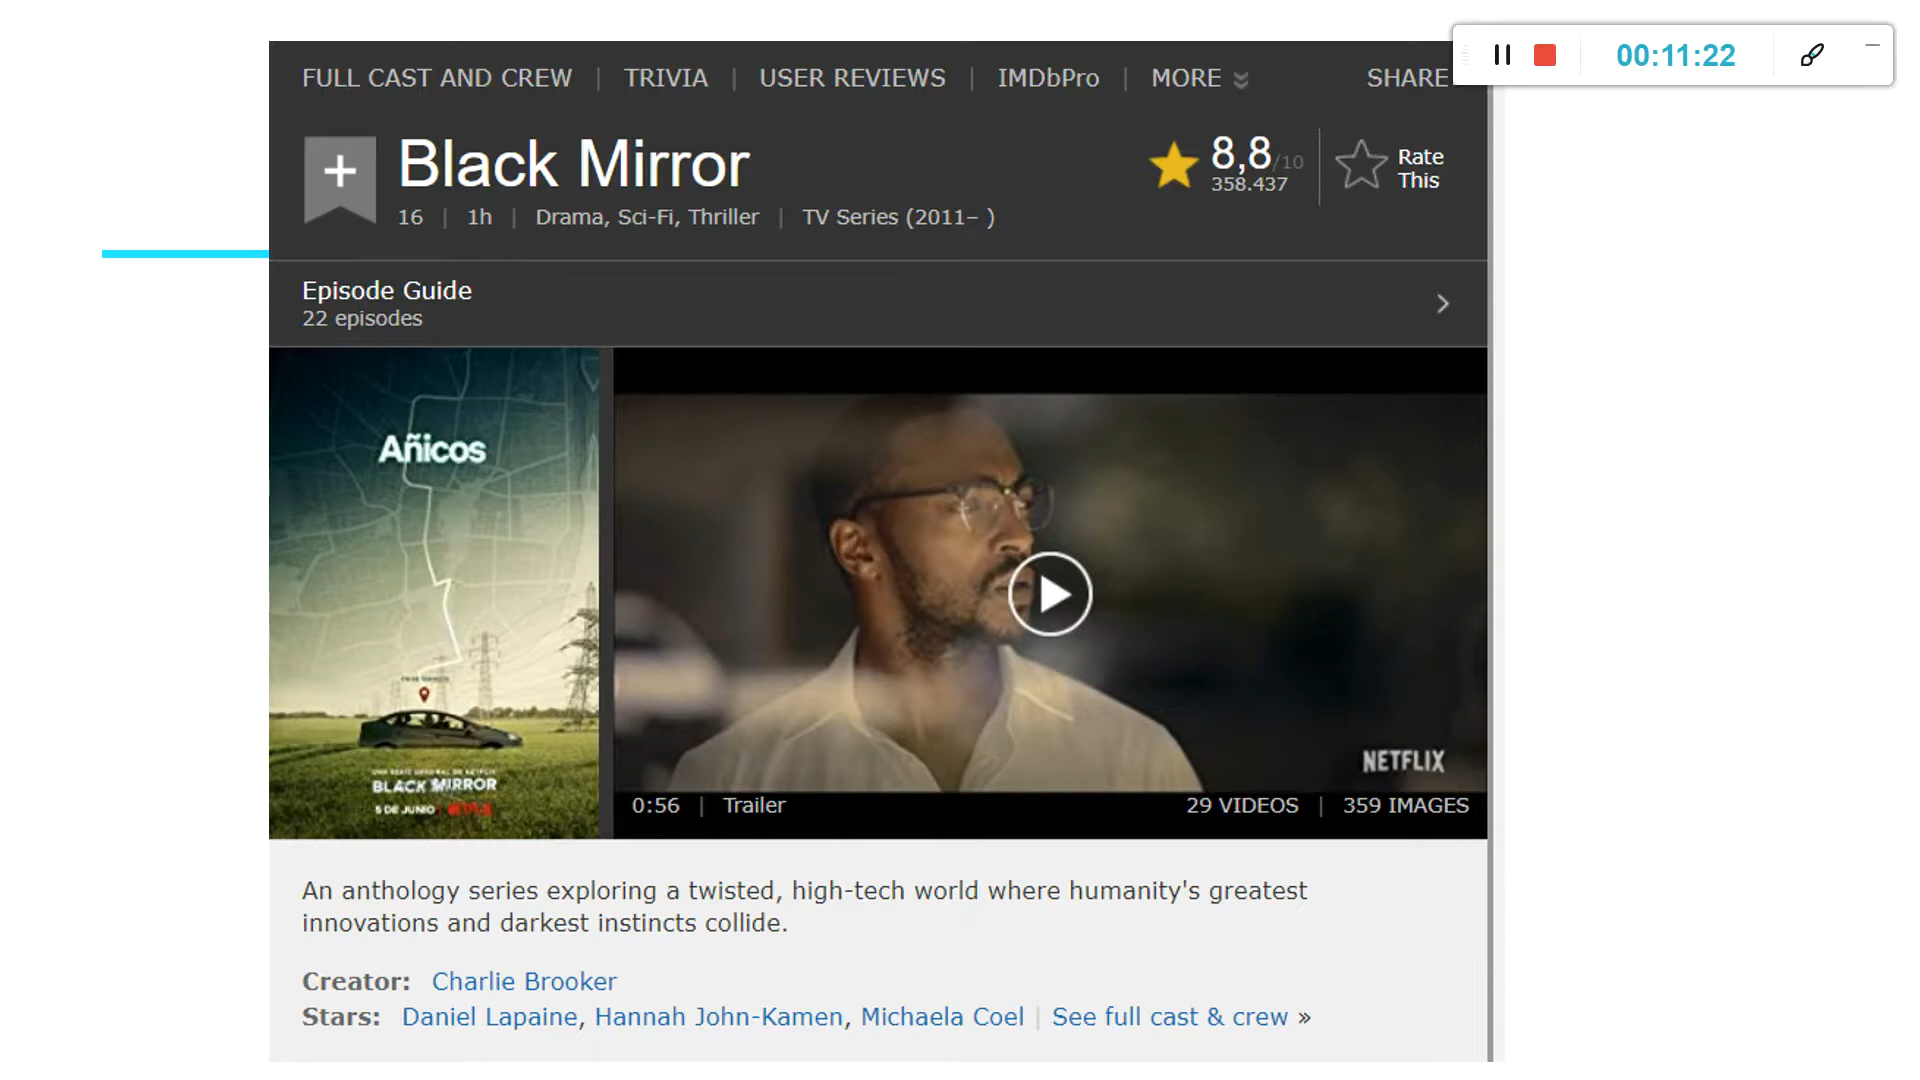 00:11:22
FULL CAST AND CREW | TRIVIA | USER REVIEWS | IMDbPro | MORE SHARE
+ Black Mirror
8,8/10
358.437
Rate This
16 | 1h | Drama, Sci-Fi, Thriller | TV Series (2011– )
Episode Guide
22 episodes
Añicos
BLACK MIRROR
5 DE JUNIO | NETFLIX
NETFLIX
0:56 | Trailer 29 VIDEOS | 359 IMAGES
An anthology series exploring a twisted, high-tech world where humanity's greatest
innovations and darkest instincts collide.
Creator: Charlie Brooker
Stars: Daniel Lapaine, Hannah John-Kamen, Michaela Coel | See full cast & crew »